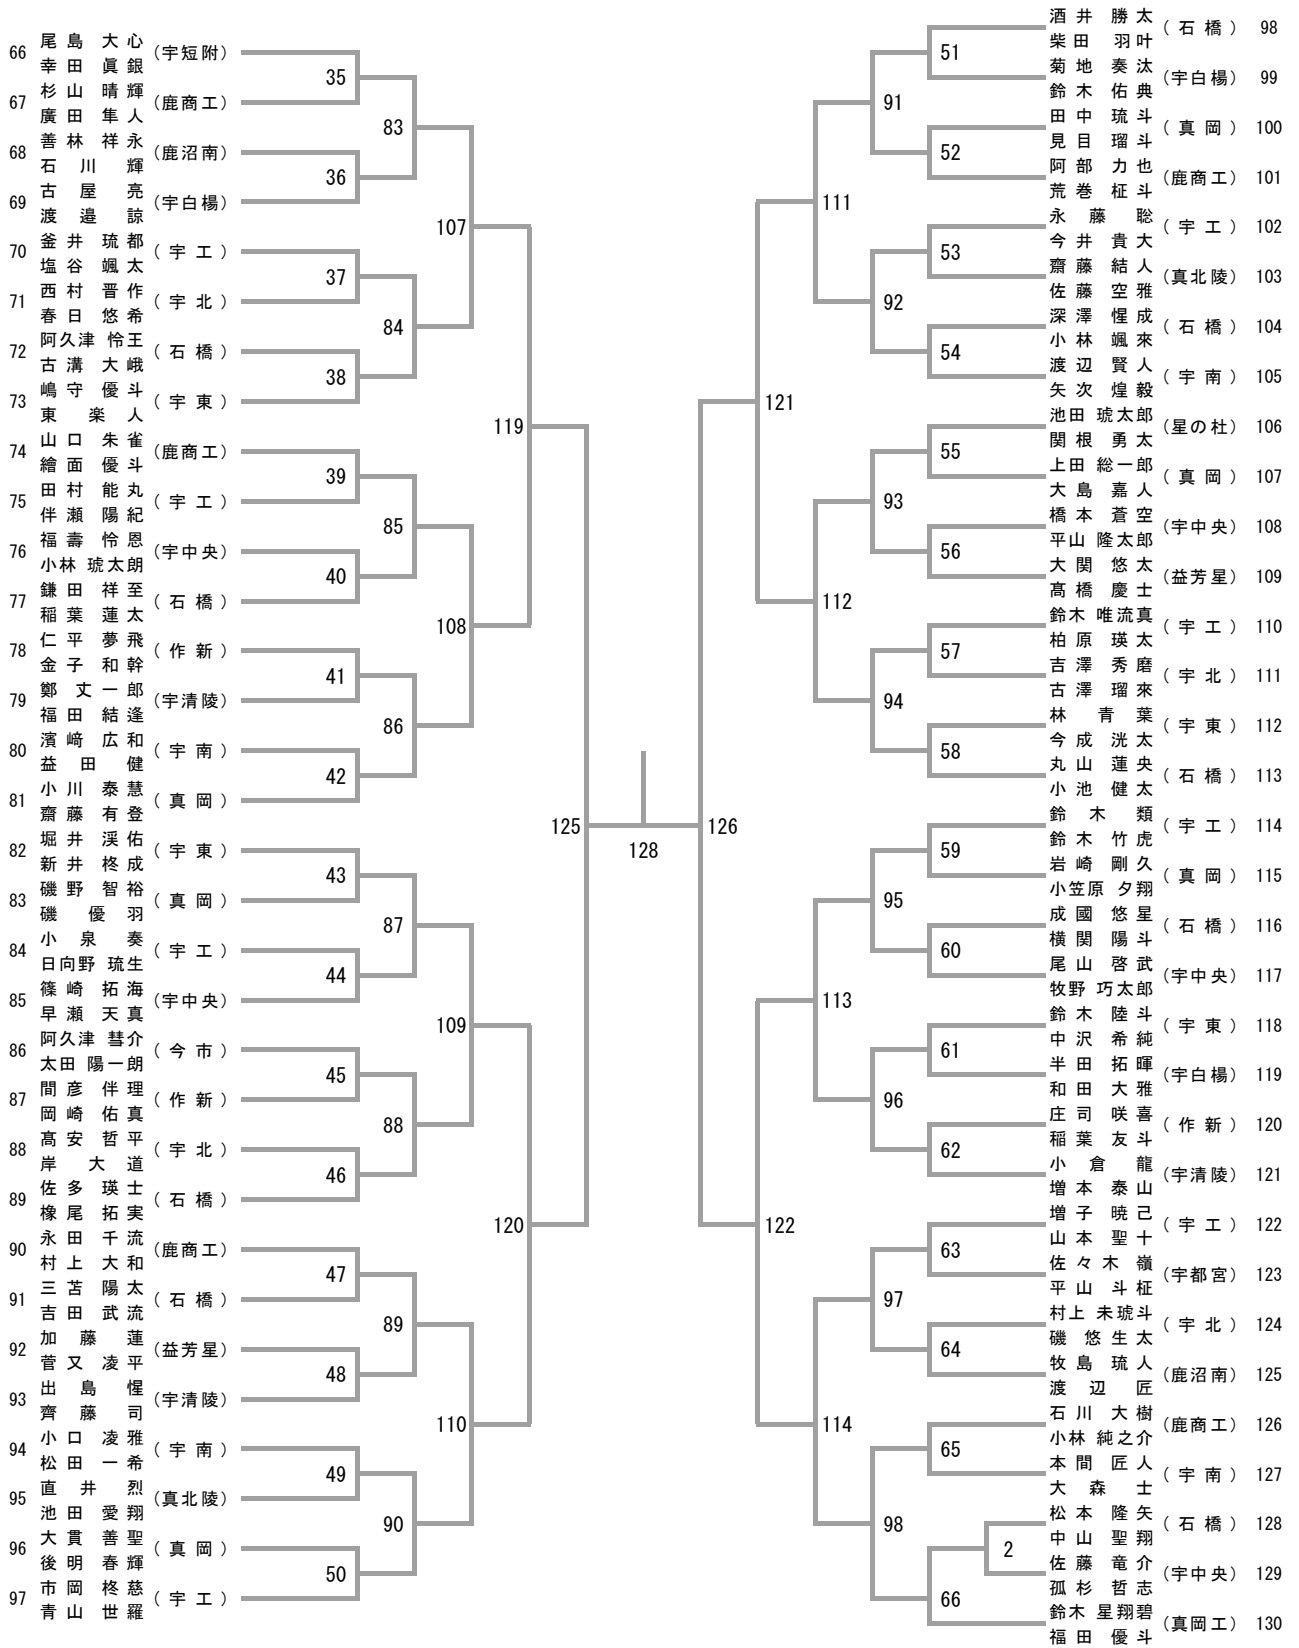 66 尾島 大心 (宇短附)
幸田 眞銀
67 杉山 晴輝 (鹿商工)
廣田 隼人
68 善林 祥永 (鹿沼南)
石川 輝
69 古屋 亮 (宇白楊)
渡邉 諒
70 釜井 琉都 (宇工)
塩谷 颯太
71 西村 晋作 (宇北)
春日 悠希
72 阿久津 怜王 (石橋)
古溝 大峨
73 嶋守 優斗 (宇東)
東 楽人
74 山口 朱雀 (鹿商工)
繪面 優斗
75 田村 能丸 (宇工)
伴瀬 陽紀
76 福壽 怜恩 (宇中央)
小林 琥太朗
77 鎌田 祥至 (石橋)
稲葉 蓮太
78 仁平 夢飛 (作新)
金子 和幹
79 鄭 丈一郎 (宇清陵)
福田 結逢
80 濱﨑 広和 (宇南)
益田 健
81 小川 泰慧 (真岡)
齋藤 有登
82 堀井 渓佑 (宇東)
新井 柊成
83 磯野 智裕 (真岡)
磯 優羽
84 小泉 奏 (宇工)
日向野 琉生
85 篠崎 拓海 (宇中央)
早瀬 天真
86 阿久津 彗介 (今市)
太田 陽一朗
87 間彦 伴理 (作新)
岡崎 佑真
88 髙安 哲平 (宇北)
岸 大道
89 佐多 瑛士 (石橋)
橡尾 拓実
90 永田 千流 (鹿商工)
村上 大和
91 三苫 陽太 (石橋)
吉田 武流
92 加藤 蓮 (益芳星)
菅又 凌平
93 出島 惺 (宇清陵)
齊藤 司
94 小口 凌雅 (宇南)
松田 一希
95 直井 烈 (真北陵)
池田 愛翔
96 大貫 善聖 (真岡)
後明 春輝
97 市岡 柊慈 (宇工)
青山 世羅
35
36
37
38
39
40
41
42
43
44
45
46
47
48
49
50
83
84
85
86
87
88
89
90
107
108
109
110
119
120
125
128
126
121
122
111
112
113
114
91
92
93
94
95
96
97
98
51
52
53
54
55
56
57
58
59
60
61
62
63
64
65
66
2
酒井 勝太 (石橋) 98
柴田 羽叶
菊地 奏汰 (宇白楊) 99
鈴木 佑典
田中 琉斗 (真岡) 100
見目 瑠斗
阿部 力也 (鹿商工) 101
荒巻 柾斗
永藤 聡 (宇工) 102
今井 貴大
齋藤 結人 (真北陵) 103
佐藤 空雅
深澤 惺成 (石橋) 104
小林 颯來
渡辺 賢人 (宇南) 105
矢次 煌毅
池田 琥太郎 (星の杜) 106
関根 勇太
上田 総一郎 (真岡) 107
大島 嘉人
橋本 蒼空 (宇中央) 108
平山 隆太郎
大関 悠太 (益芳星) 109
髙橋 慶士
鈴木 唯流真 (宇工) 110
柏原 瑛太
吉澤 秀磨 (宇北) 111
古澤 瑠來
林 青葉 (宇東) 112
今成 洸太
丸山 蓮央 (石橋) 113
小池 健太
鈴木 類 (宇工) 114
鈴木 竹虎
岩崎 剛久 (真岡) 115
小笠原 夕翔
成國 悠星 (石橋) 116
横関 陽斗
尾山 啓武 (宇中央) 117
牧野 巧太郎
鈴木 陸斗 (宇東) 118
中沢 希純
半田 拓暉 (宇白楊) 119
和田 大雅
庄司 咲喜 (作新) 120
稲葉 友斗
小倉 龍 (宇清陵) 121
増本 泰山
増子 暁己 (宇工) 122
山本 聖十
佐々木 嶺 (宇都宮) 123
平山 斗柾
村上 未琥斗 (宇北) 124
磯 悠生太
牧島 琉人 (鹿沼南) 125
渡辺 匠
石川 大樹 (鹿商工) 126
小林 純之介
本間 匠人 (宇南) 127
大森 士
松本 隆矢 (石橋) 128
中山 聖翔
佐藤 竜介 (宇中央) 129
孤杉 哲志
鈴木 星翔碧 (真岡工) 130
福田 優斗